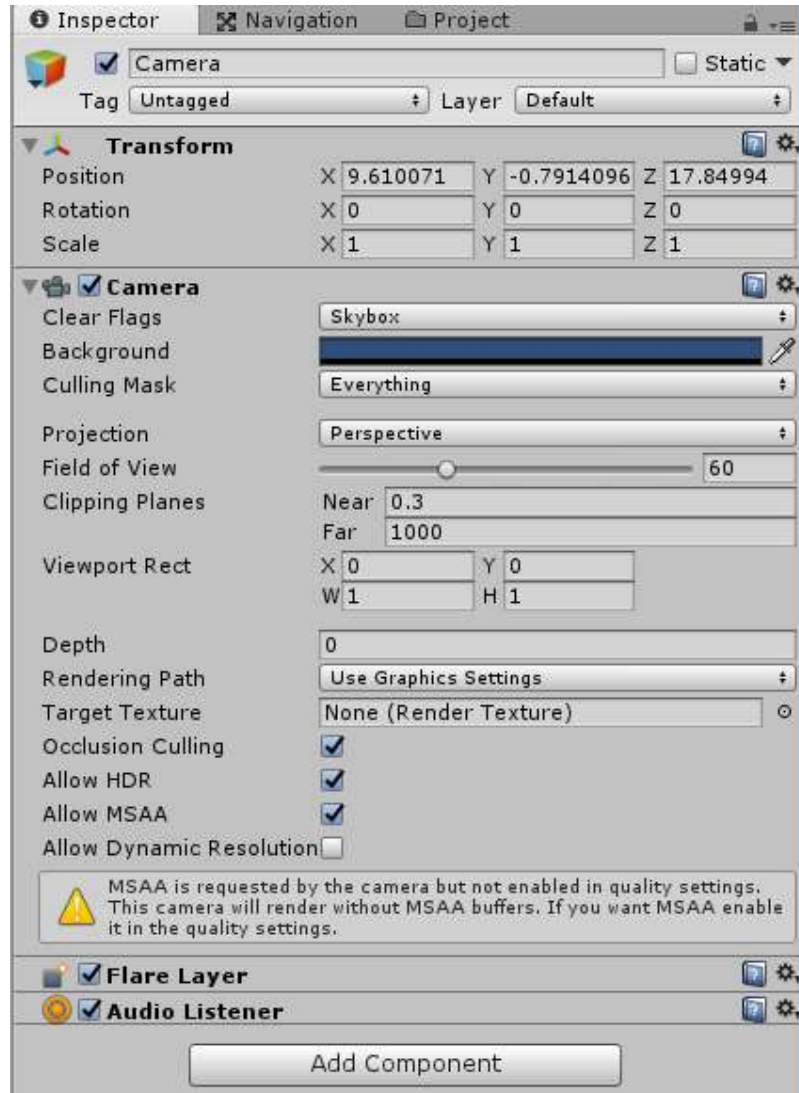 Inspector Navigation Project
Camera Static
Tag Untagged Layer Default
Transform
Position X 9.610071 Y -0.7914096 Z 17.84994
Rotation X 0 Y 0 Z 0
Scale X 1 Y 1 Z 1
Camera
Clear Flags Skybox
Background
Culling Mask Everything
Projection Perspective
Field of View 60
Clipping Planes Near 0.3
Far 1000
Viewport Rect X 0 Y 0
W 1 H 1
Depth 0
Rendering Path Use Graphics Settings
Target Texture None (Render Texture)
Occlusion Culling
Allow HDR
Allow MSAA
Allow Dynamic Resolution
MSAA is requested by the camera but not enabled in quality settings.
This camera will render without MSAA buffers. If you want MSAA enable
it in the quality settings.
Flare Layer
Audio Listener
Add Component